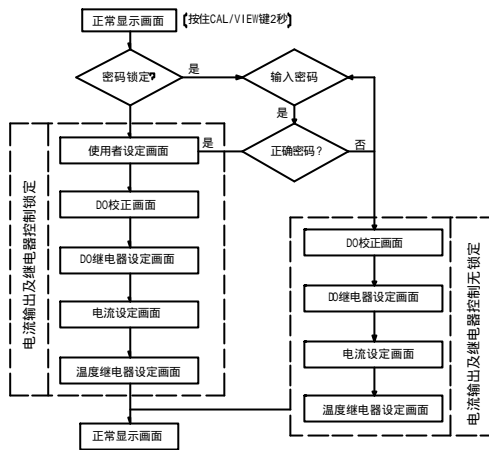 正常显示画面
(按住CAL/VIEW键2秒)
密码锁定?
是
输入密码
是
使用者设定画面
是
正确密码?
否
DO校正画面
DO继电器设定画面
电流设定画面
温度继电器设定画面
正常显示画面
电流输出及继电器控制锁定
DO校正画面
DO继电器设定画面
电流设定画面
温度继电器设定画面
电流输出及继电器控制无锁定